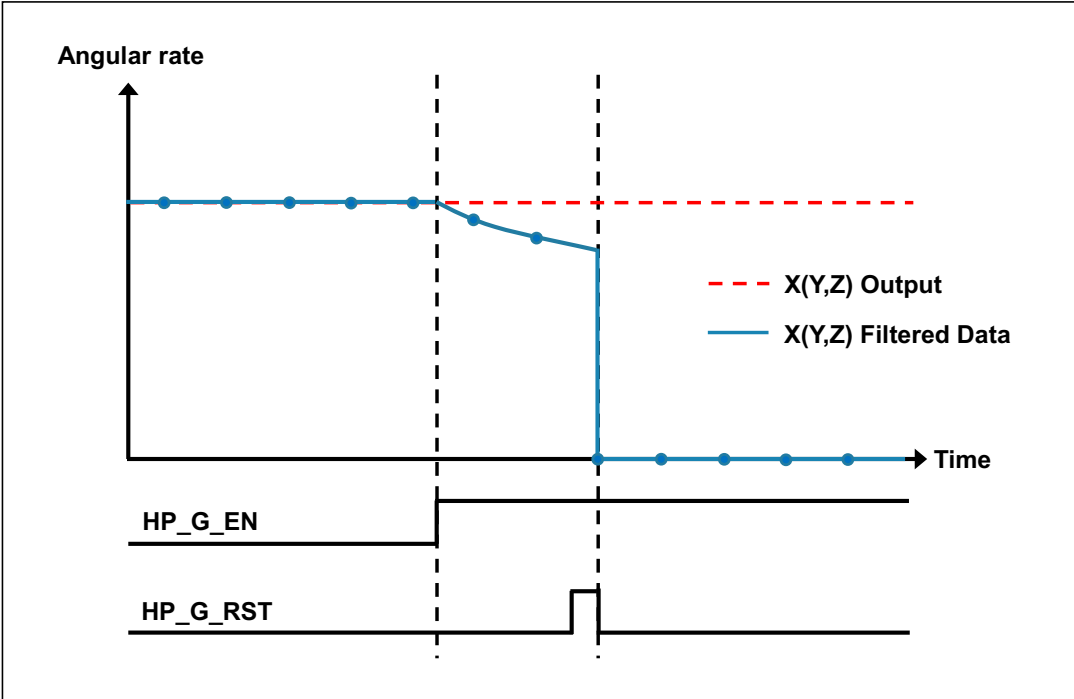 Angular rate
X(Y,Z) Output
X(Y,Z) Filtered Data
Time
HP_G_EN
HP_G_RST